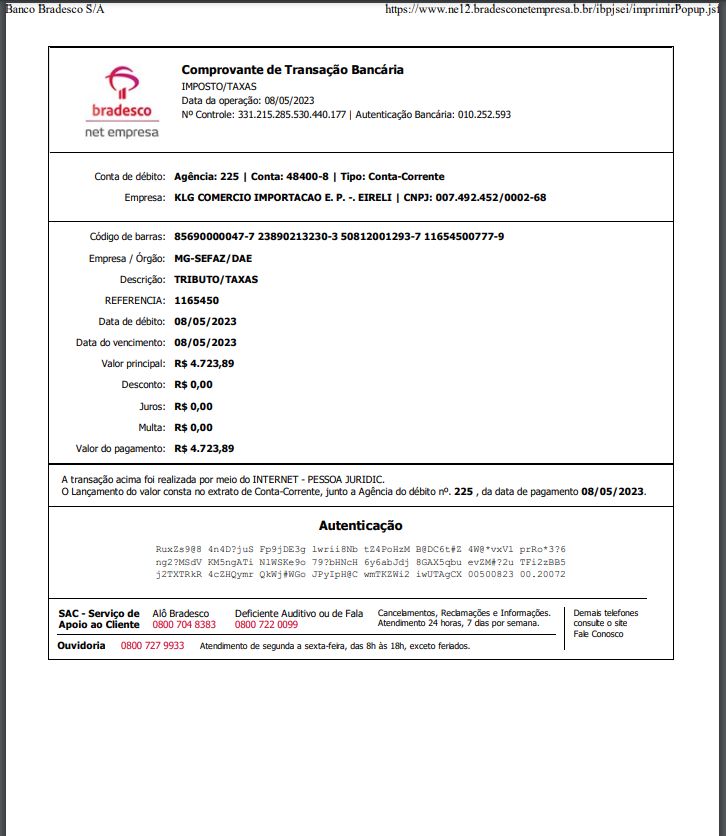 Banco Bradesco S/A
https://www.ne12.bradesconetempresa.b.br/ibpjsei/imprimirPopup.jsf
bradesco
net empresa
Comprovante de Transação Bancária
IMPOSTO/TAXAS
Data da operação: 08/05/2023
Nº Controle: 331.215.285.530.440.177 | Autenticação Bancária: 010.252.593
Conta de débito: Agência: 225 | Conta: 48400-8 | Tipo: Conta-Corrente
Empresa: KLG COMERCIO IMPORTACAO E. P. -. EIRELI | CNPJ: 007.492.452/0002-68
Código de barras: 85690000047-7 23890213230-3 50812001293-7 11654500777-9
Empresa / Órgão: MG-SEFAZ/DAE
Descrição: TRIBUTO/TAXAS
REFERENCIA: 1165450
Data de débito: 08/05/2023
Data do vencimento: 08/05/2023
Valor principal: R$ 4.723,89
Desconto: R$ 0,00
Juros: R$ 0,00
Multa: R$ 0,00
Valor do pagamento: R$ 4.723,89
A transação acima foi realizada por meio do INTERNET - PESSOA JURIDIC.
O Lançamento do valor consta no extrato de Conta-Corrente, junto a Agência do débito nº. 225 , da data de pagamento 08/05/2023.
Autenticação
RuxZs9@8 4n4D?juS Fp9jDE3g lwrii8Nb tZ4PoHzM B@DC6t#Z 4W@*vxVl prRo*3?6
ng2?MSdV KM5ngATi NlWSKe9o 79?bHNcH 6y6abJdj 8GAX5qbu evZM#?2u TFi2zBB5
j2TXTRkR 4cZHQymr QkWj#WGo JPyIpH@C wmTKZWi2 iwUTAgCX 00500823 00.20072
SAC - Serviço de Apoio ao Cliente
Alô Bradesco
0800 704 8383
Deficiente Auditivo ou de Fala
0800 722 0099
Cancelamentos, Reclamações e Informações.
Atendimento 24 horas, 7 dias por semana.
Demais telefones
consulte o site
Fale Conosco
Ouvidoria 0800 727 9933 Atendimento de segunda a sexta-feira, das 8h às 18h, exceto feriados.